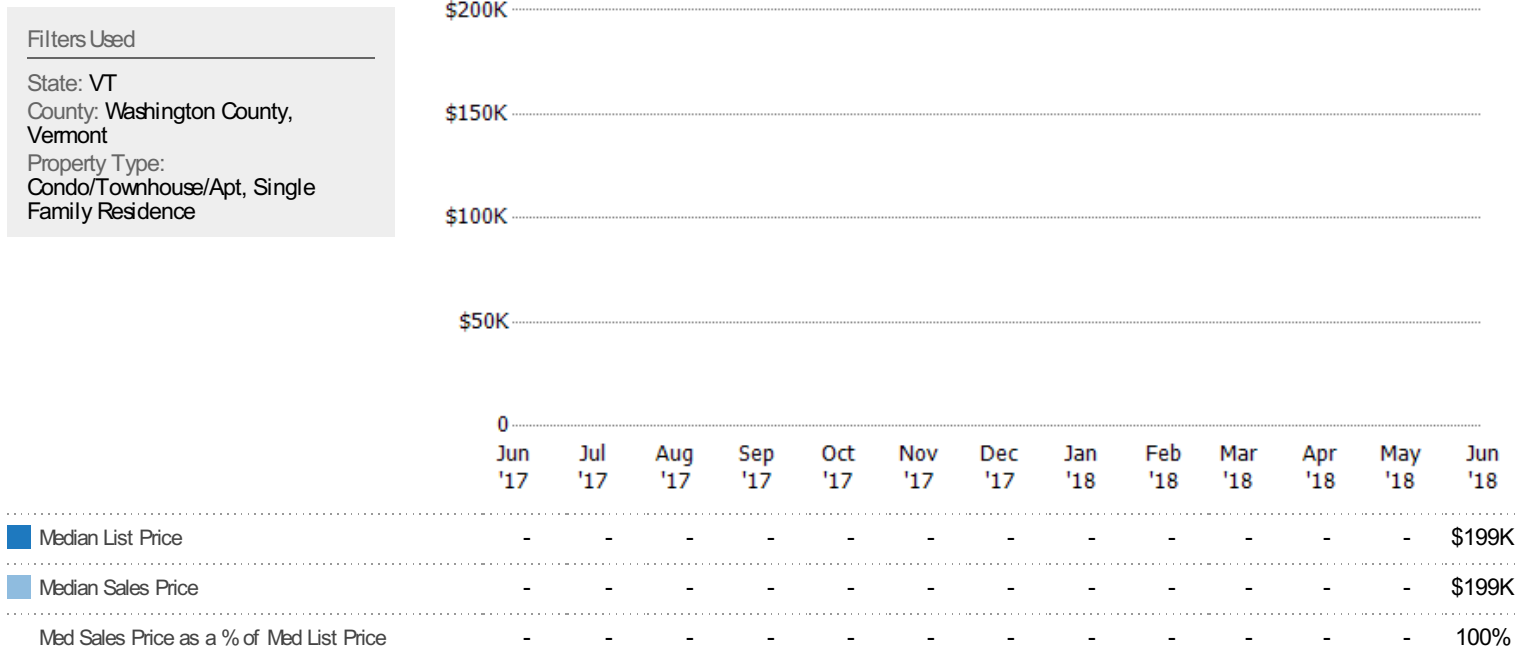 Filters Used
State: VT
County: Washington County,
Vermont
Property Type:
Condo/Townhouse/Apt, Single
Family Residence
$200K
$150K
$100K
$50K
0
Jun Jul Aug Sep Oct Nov Dec Jan Feb Mar Apr May Jun
'17 '17 '17 '17 '17 '17 '17 '18 '18 '18 '18 '18 '18
Median List Price - - - - - - - - - - - - $199K
Median Sales Price - - - - - - - - - - - - $199K
Med Sales Price as a % of Med List Price - - - - - - - - - - - - 100%